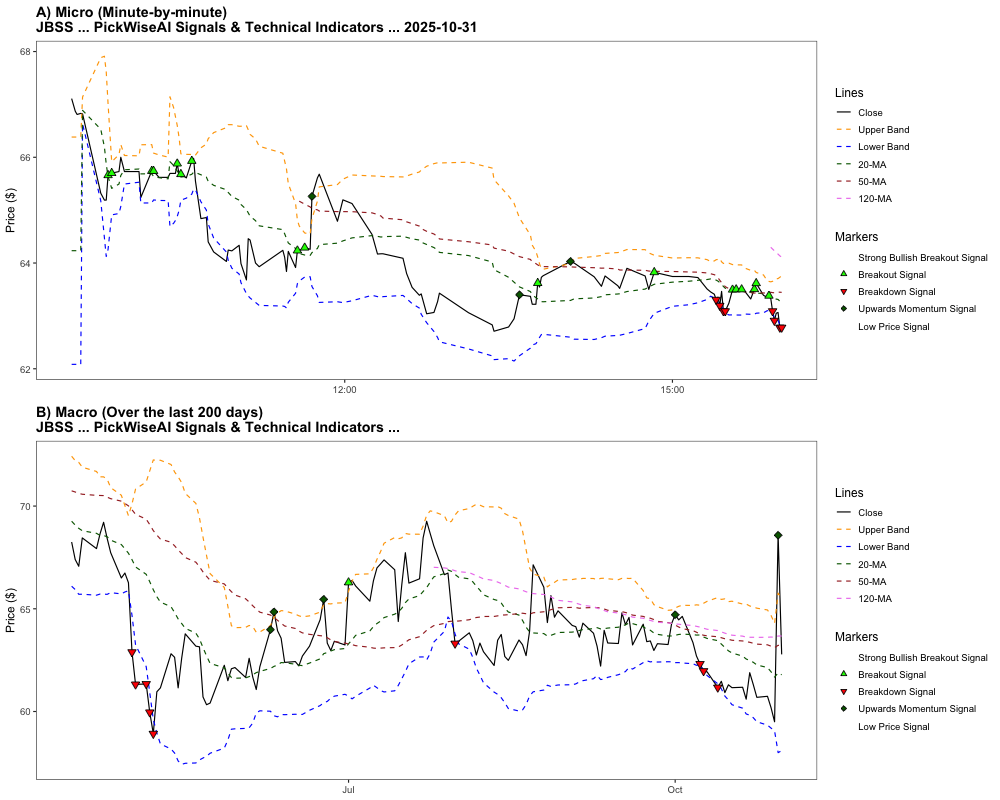 A) Micro (Minute-by-minute)
JBSS ... PickWiseAI Signals & Technical Indicators ... 2025-10-31
68
66
64
62
Price ($)
12:00
15:00
Lines
Close
Upper Band
Lower Band
20-MA
50-MA
120-MA
Markers
Strong Bullish Breakout Signal
Breakout Signal
Breakdown Signal
Upwards Momentum Signal
Low Price Signal
B) Macro (Over the last 200 days)
JBSS ... PickWiseAI Signals & Technical Indicators ...
70
65
60
Price ($)
Jul
Oct
Lines
Close
Upper Band
Lower Band
20-MA
50-MA
120-MA
Markers
Strong Bullish Breakout Signal
Breakout Signal
Breakdown Signal
Upwards Momentum Signal
Low Price Signal